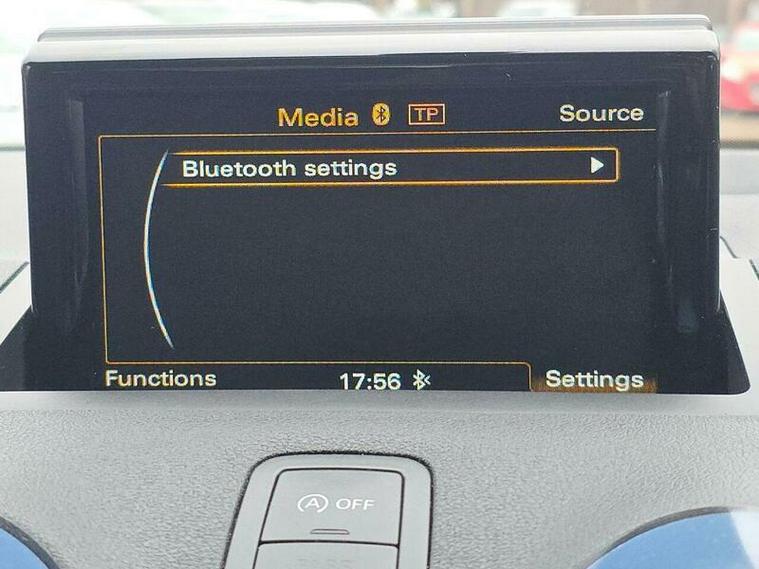 Media TP Source
Bluetooth settings
Functions 17:56 Settings
A OFF